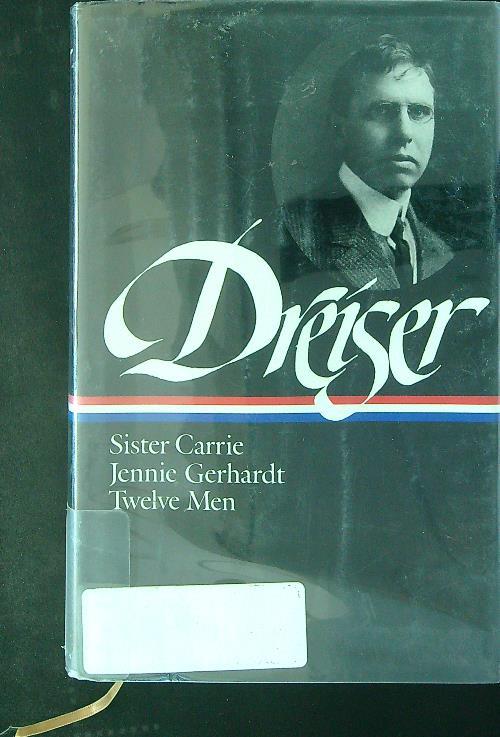 Dreiser
Sister Carrie
Jennie Gerhardt
Twelve Men